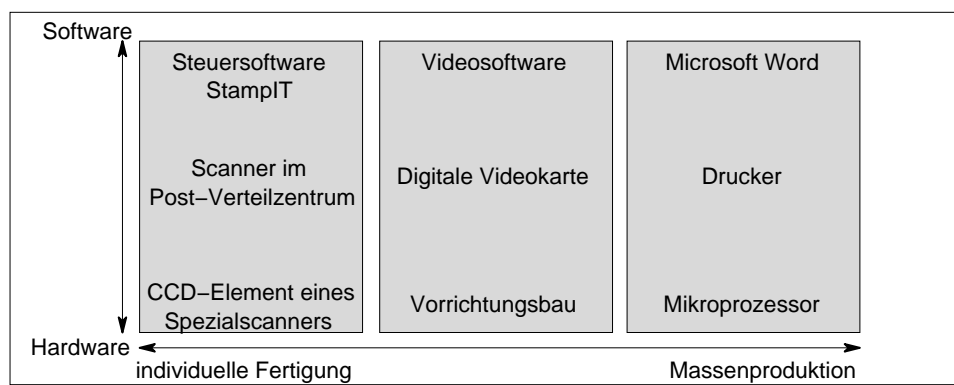 Software
Steuersoftware
StampIT
Videosoftware
Microsoft Word
Scanner im
Post−Verteilzentrum
Digitale Videokarte
Drucker
CCD−Element eines
Spezialscanners
Vorrichtungsbau
Mikroprozessor
Hardware
individuelle Fertigung
Massenproduktion